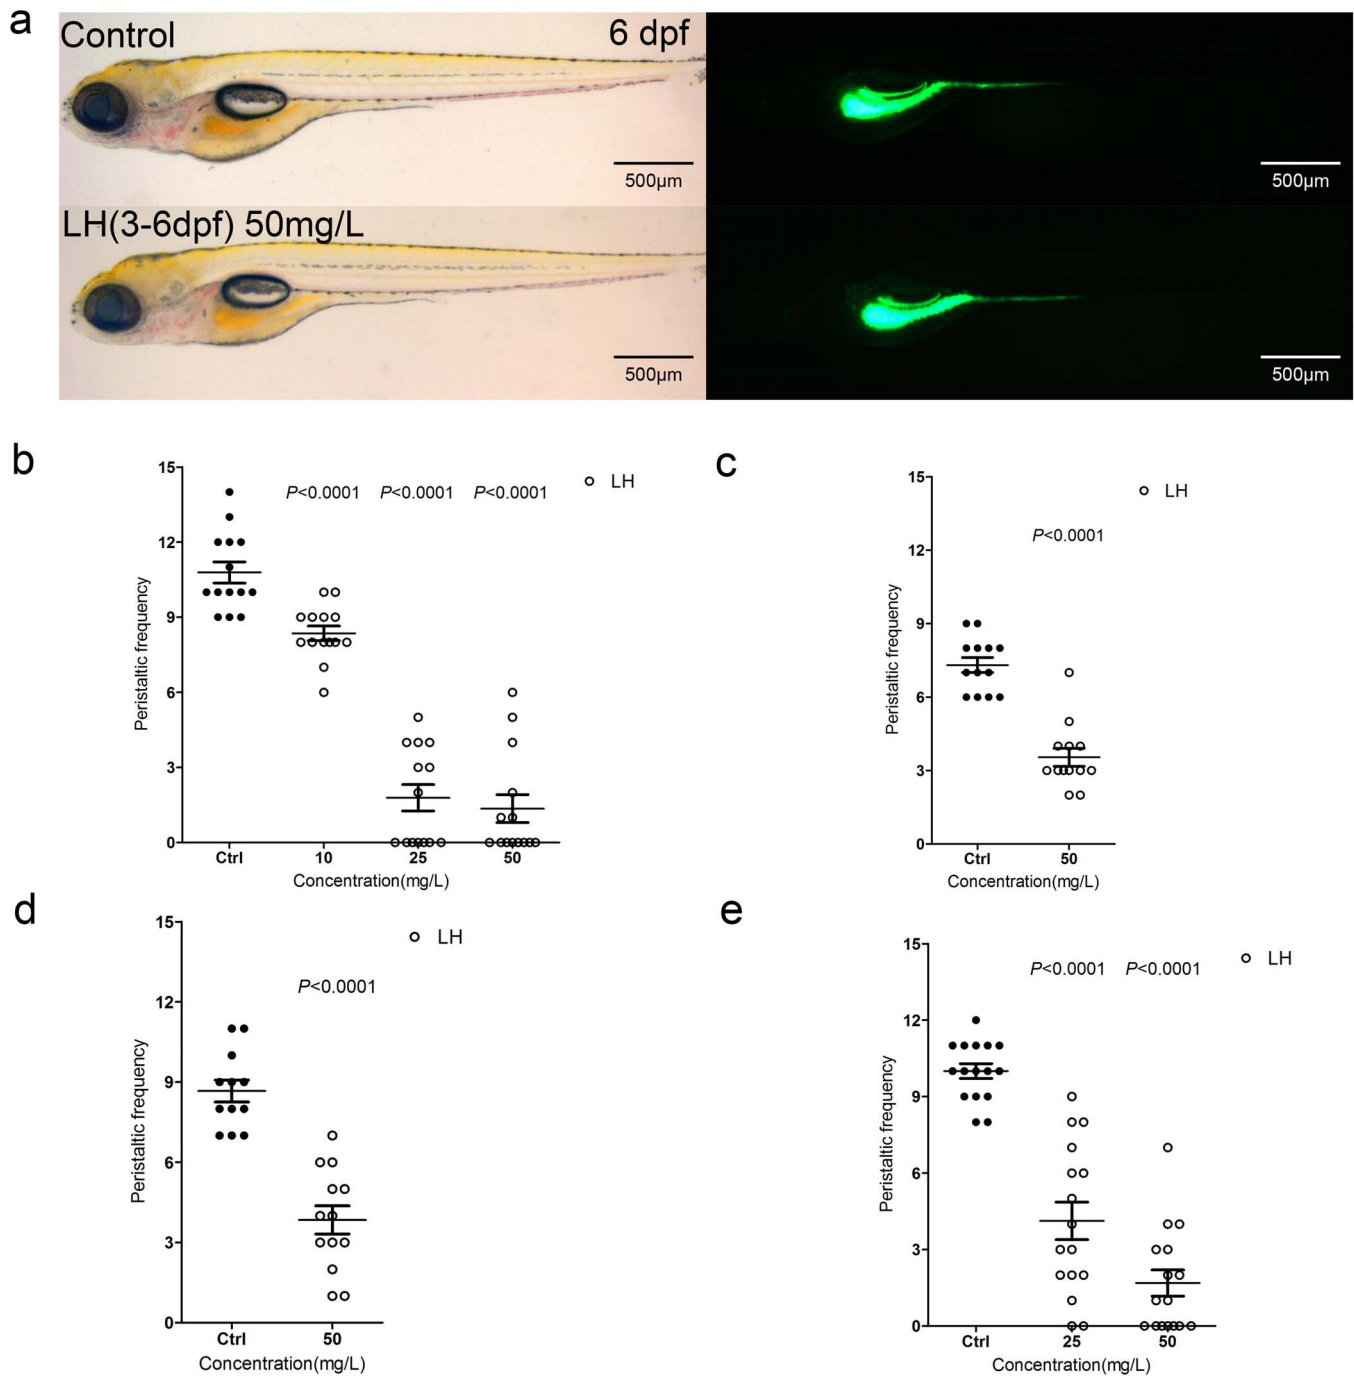 a
Control
6 dpf
500µm
500µm
LH(3-6dpf) 50mg/L
500µm
500µm
b
15
12
9
6
3
0
Peristaltic frequency
P<0.0001
P<0.0001
P<0.0001
LH
Ctrl
10
25
50
Concentration(mg/L)
c
15
12
9
6
3
0
Peristaltic frequency
P<0.0001
LH
Ctrl
50
Concentration(mg/L)
d
15
12
9
6
3
0
Peristaltic frequency
P<0.0001
LH
Ctrl
50
Concentration(mg/L)
e
15
12
9
6
3
0
Peristaltic frequency
P<0.0001
P<0.0001
LH
Ctrl
25
50
Concentration(mg/L)